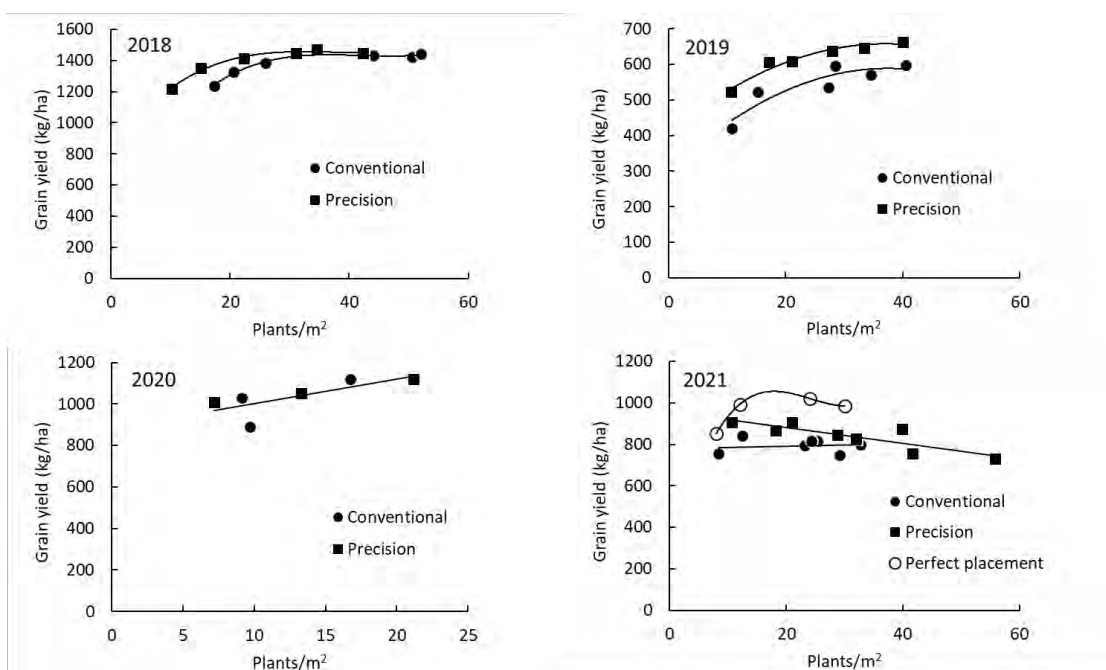 2018
1600
1400
1200
1000
800
600
400
200
0
0 20 40 60
Grain yield (kg/ha)
Plants/m²
Conventional
Precision
2019
700
600
500
400
300
200
100
0
0 20 40 60
Grain yield (kg/ha)
Plants/m²
Conventional
Precision
2020
1200
1000
800
600
400
200
0
0 5 10 15 20 25
Grain yield (kg/ha)
Plants/m²
Conventional
Precision
2021
1200
1000
800
600
400
200
0
0 20 40 60
Grain yield (kg/ha)
Plants/m²
Conventional
Precision
Perfect placement